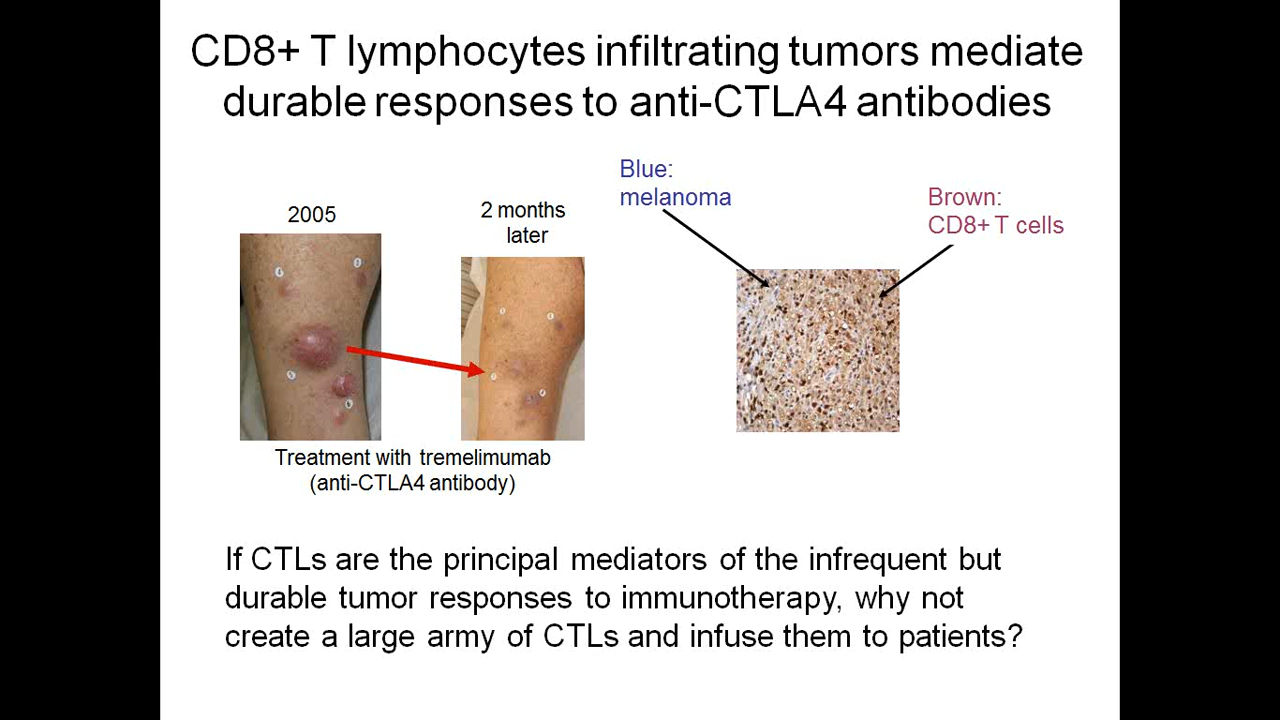 CD8+ T lymphocytes infiltrating tumors mediate
durable responses to anti-CTLA4 antibodies
Blue:
melanoma
Brown:
CD8+ T cells
2005
2 months
later
Treatment with tremelimumab
(anti-CTLA4 antibody)
If CTLs are the principal mediators of the infrequent but
durable tumor responses to immunotherapy, why not
create a large army of CTLs and infuse them to patients?